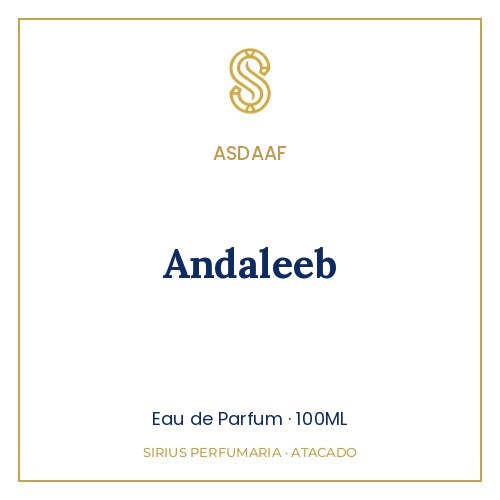 ASDAAF
Andaleeb
Eau de Parfum · 100ML
SIRIUS PERFUMARIA · ATACADO